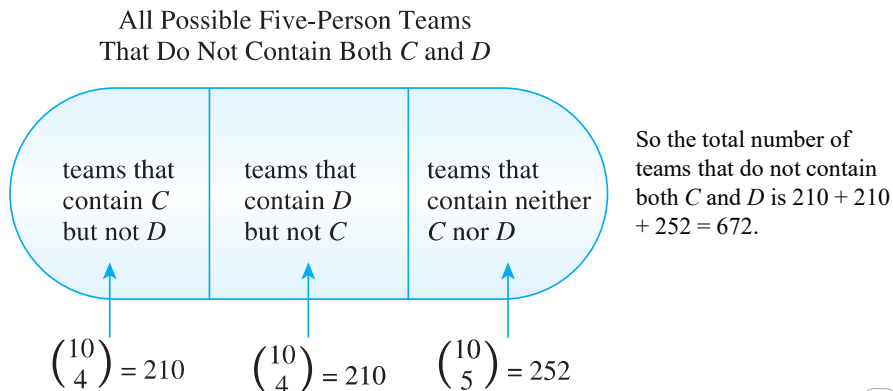 All Possible Five-Person Teams
That Do Not Contain Both C and D
teams that
contain C
but not D
teams that
contain D
but not C
teams that
contain neither
C nor D
So the total number of
teams that do not contain
both C and D is 210 + 210
+ 252 = 672.
(10 4) = 210
(10 4) = 210
(10 5) = 252